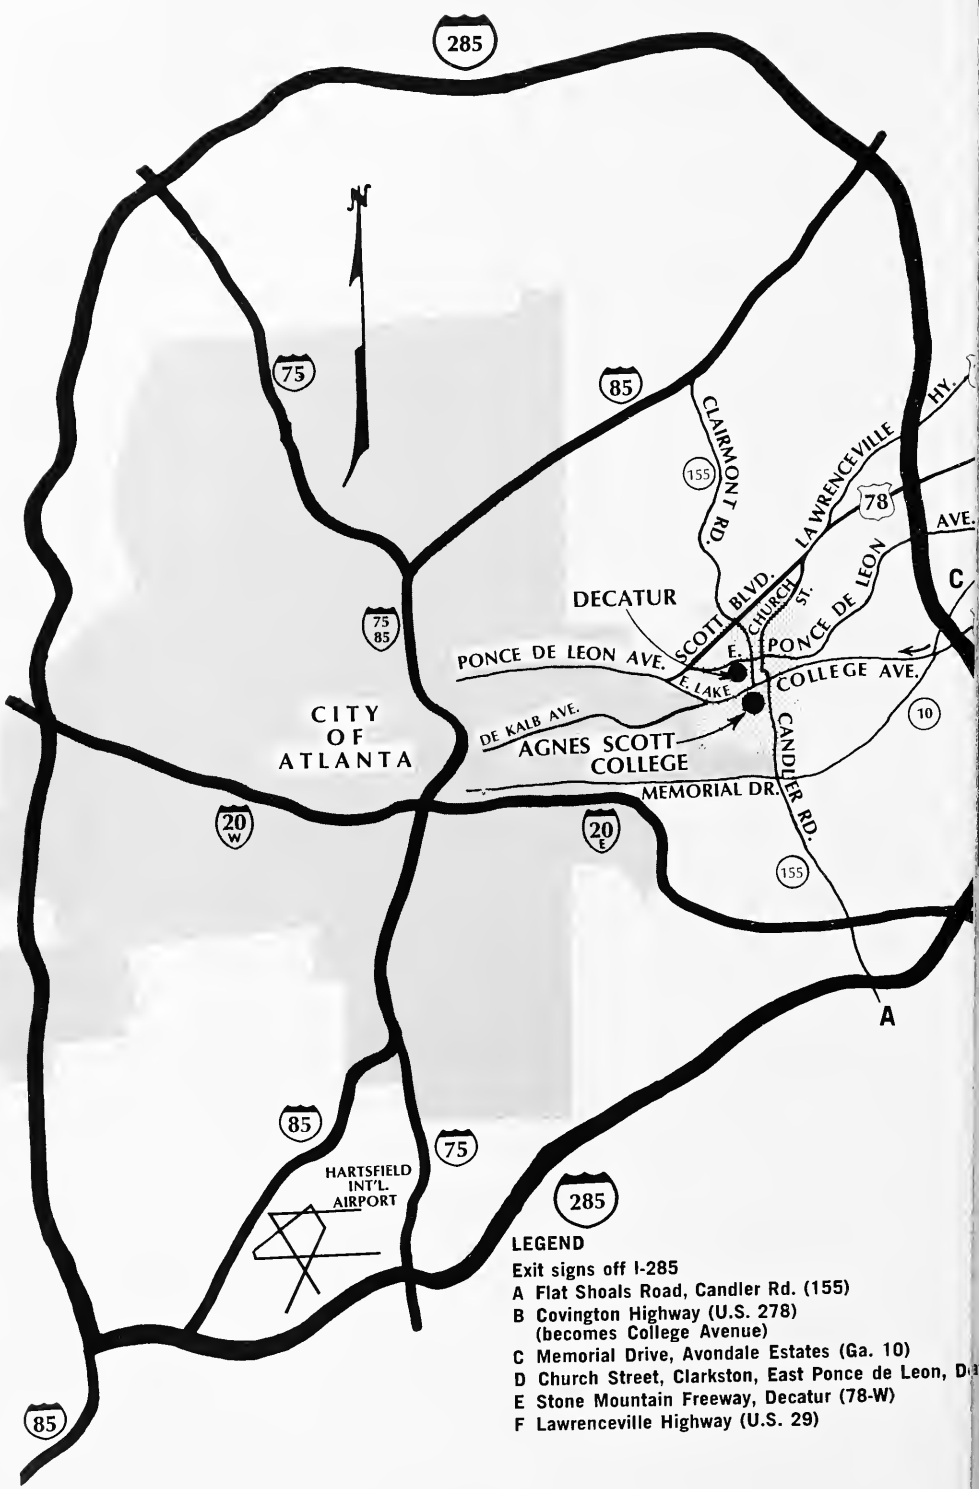 285
N
75
85
CLAIRMONT RD.
155
LAWRENCEVILLE HY.
78
AVE.
C
DECATUR
SCOTT BLVD.
CHURCH ST.
75
85
PONCE DE LEON AVE.
E. PONCE DE LEON
E. LAKE
COLLEGE AVE.
10
CITY
OF
ATLANTA
DE KALB AVE.
AGNES SCOTT
COLLEGE
CANDLER RD.
MEMORIAL DR.
20
W
20
E
155
A
85
75
HARTSFIELD
INT'L.
AIRPORT
285
LEGEND
Exit signs off I-285
A Flat Shoals Road, Candler Rd. (155)
B Covington Highway (U.S. 278)
(becomes College Avenue)
C Memorial Drive, Avondale Estates (Ga. 10)
D Church Street, Clarkston, East Ponce de Leon,
E Stone Mountain Freeway, Decatur (78-W)
F Lawrenceville Highway (U.S. 29)
85